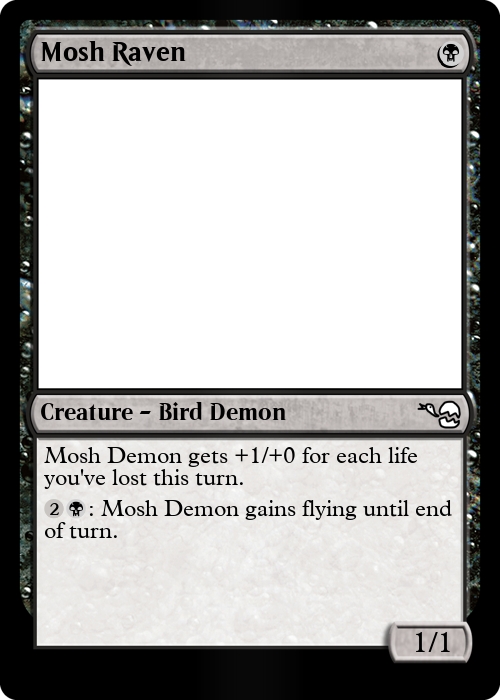 Mosh Raven
Creature – Bird Demon
Mosh Demon gets +1/+0 for each life
you've lost this turn.
2 : Mosh Demon gains flying until end
of turn.
1/1